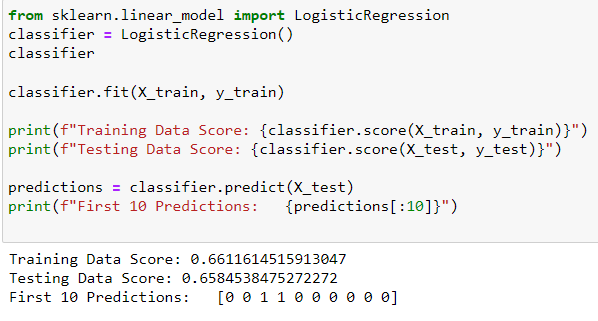 from sklearn.linear_model import LogisticRegression
classifier = LogisticRegression()
classifier
classifier.fit(X_train, y_train)
print(f"Training Data Score: {classifier.score(X_train, y_train)}")
print(f"Testing Data Score: {classifier.score(X_test, y_test)}")
predictions = classifier.predict(X_test)
print(f"First 10 Predictions:   {predictions[:10]}")
Training Data Score: 0.6611614515913047
Testing Data Score: 0.6584538475272272
First 10 Predictions:   [0 0 1 1 0 0 0 0 0 0]